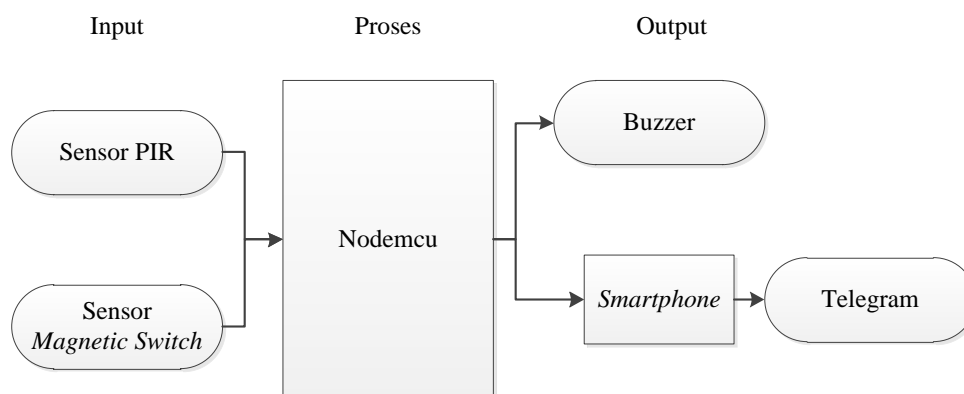 Input
Proses
Output
Sensor PIR
Sensor
Magnetic Switch
Nodemcu
Buzzer
Smartphone
Telegram